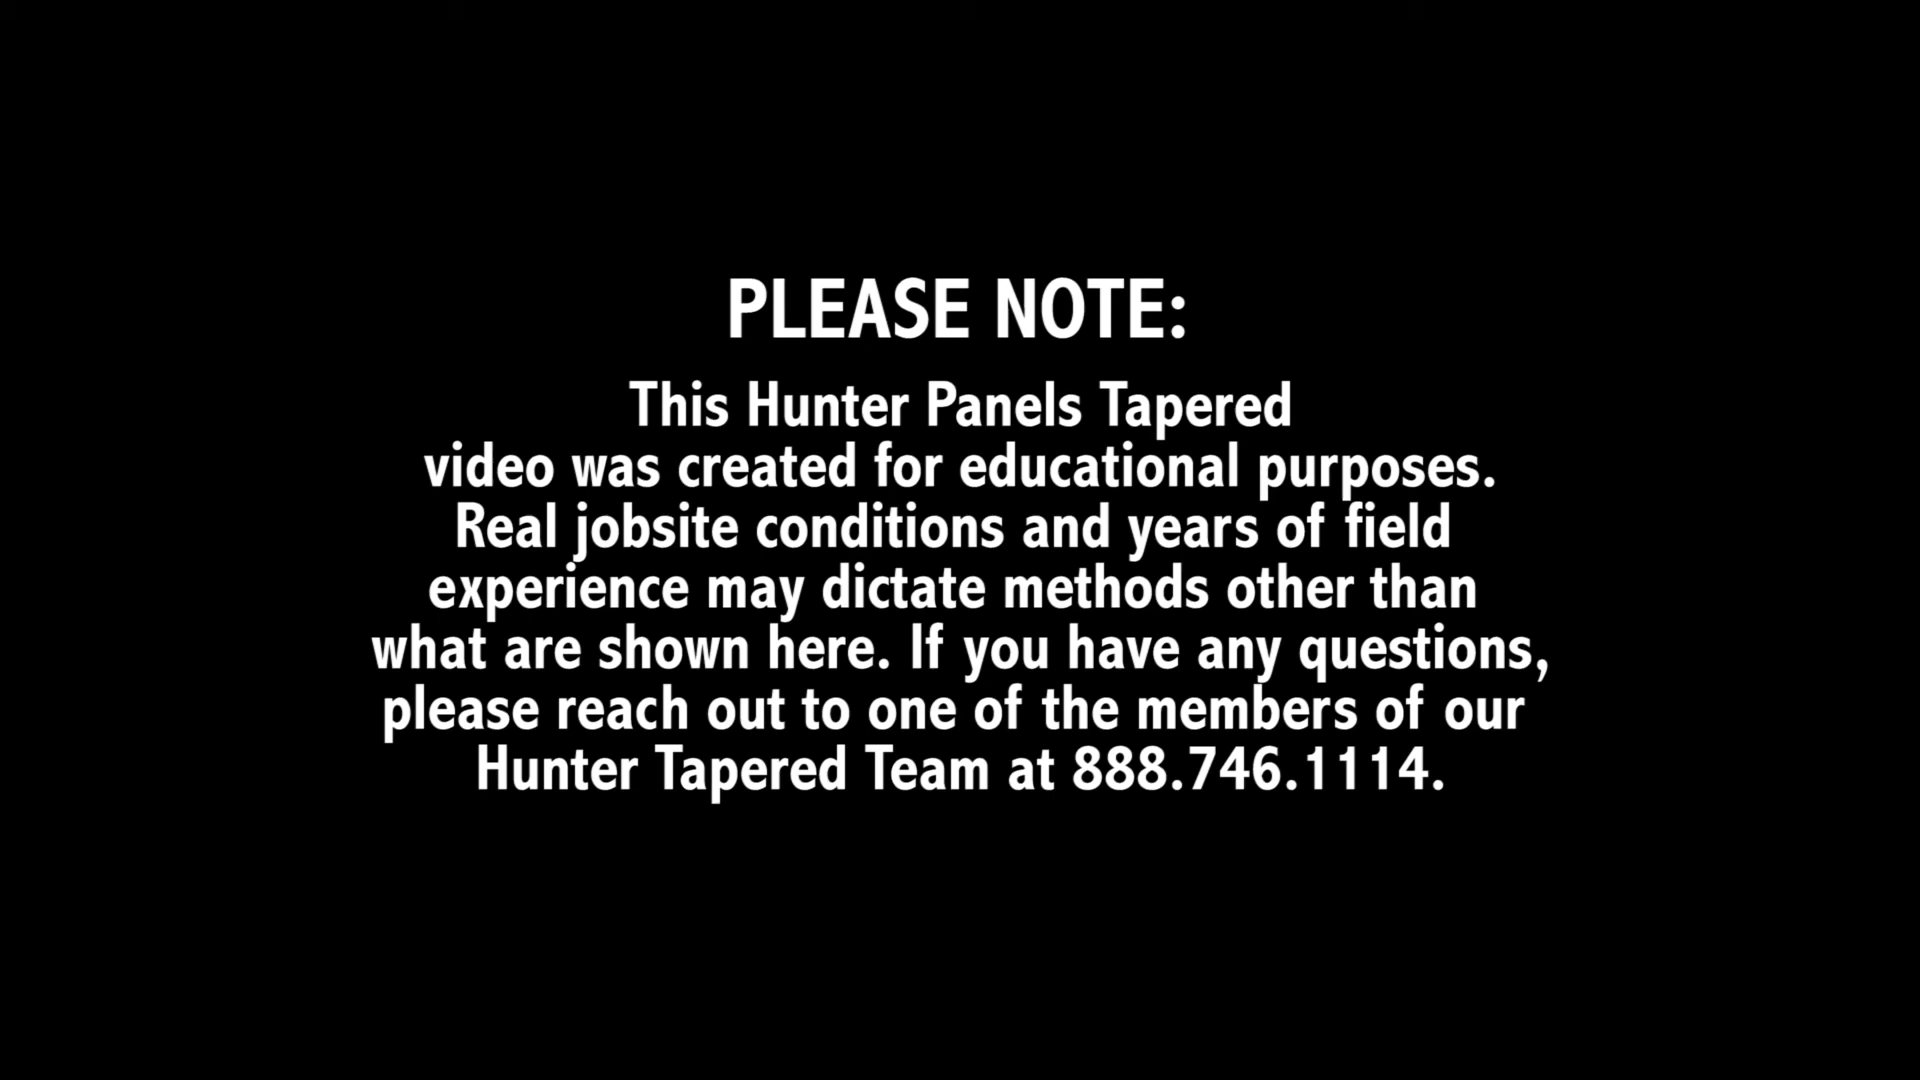 PLEASE NOTE:
This Hunter Panels Tapered
video was created for educational purposes.
Real jobsite conditions and years of field
experience may dictate methods other than
what are shown here. If you have any questions,
please reach out to one of the members of our
Hunter Tapered Team at 888.746.1114.